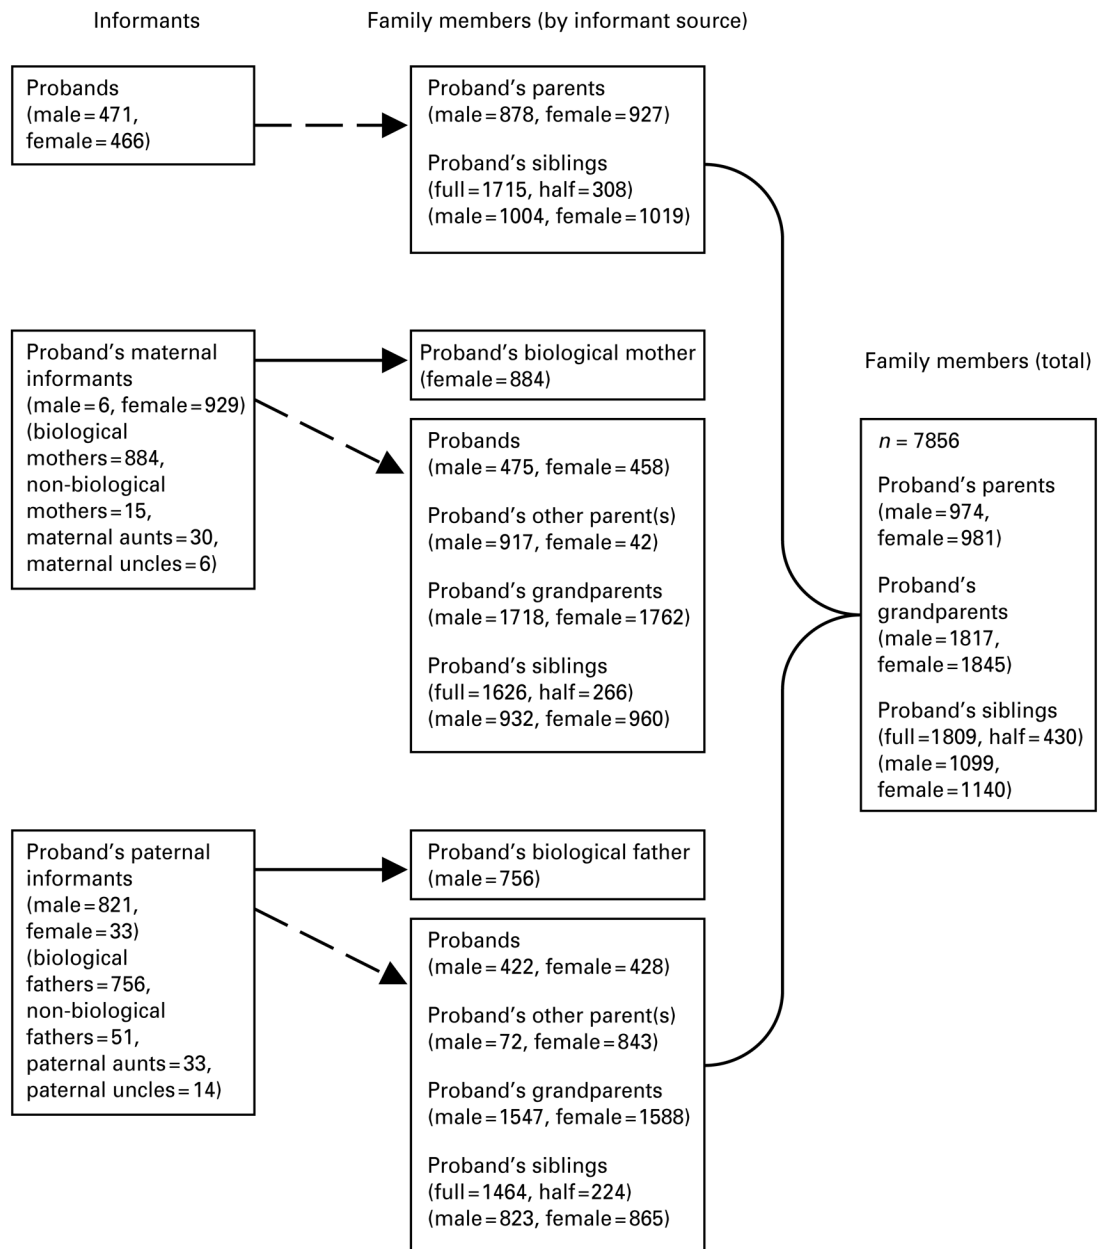 Informants
Family members (by informant source)
Probands
(male=471,
female=466)
Proband's parents
(male=878, female=927)
Proband's siblings
(full=1715, half=308)
(male=1004, female=1019)
Proband's maternal
informants
(male=6, female=929)
(biological
mothers=884,
non-biological
mothers=15,
maternal aunts=30,
maternal uncles=6)
Proband's biological mother
(female=884)
Probands
(male=475, female=458)
Proband's other parent(s)
(male=917, female=42)
Proband's grandparents
(male=1718, female=1762)
Proband's siblings
(full=1626, half=266)
(male=932, female=960)
Proband's paternal
informants
(male=821,
female=33)
(biological
fathers=756,
non-biological
fathers=51,
paternal aunts=33,
paternal uncles=14)
Proband's biological father
(male=756)
Probands
(male=422, female=428)
Proband's other parent(s)
(male=72, female=843)
Proband's grandparents
(male=1547, female=1588)
Proband's siblings
(full=1464, half=224)
(male=823, female=865)
Family members (total)
n = 7856
Proband's parents
(male=974,
female=981)
Proband's
grandparents
(male=1817,
female=1845)
Proband's siblings
(full=1809, half=430)
(male=1099,
female=1140)